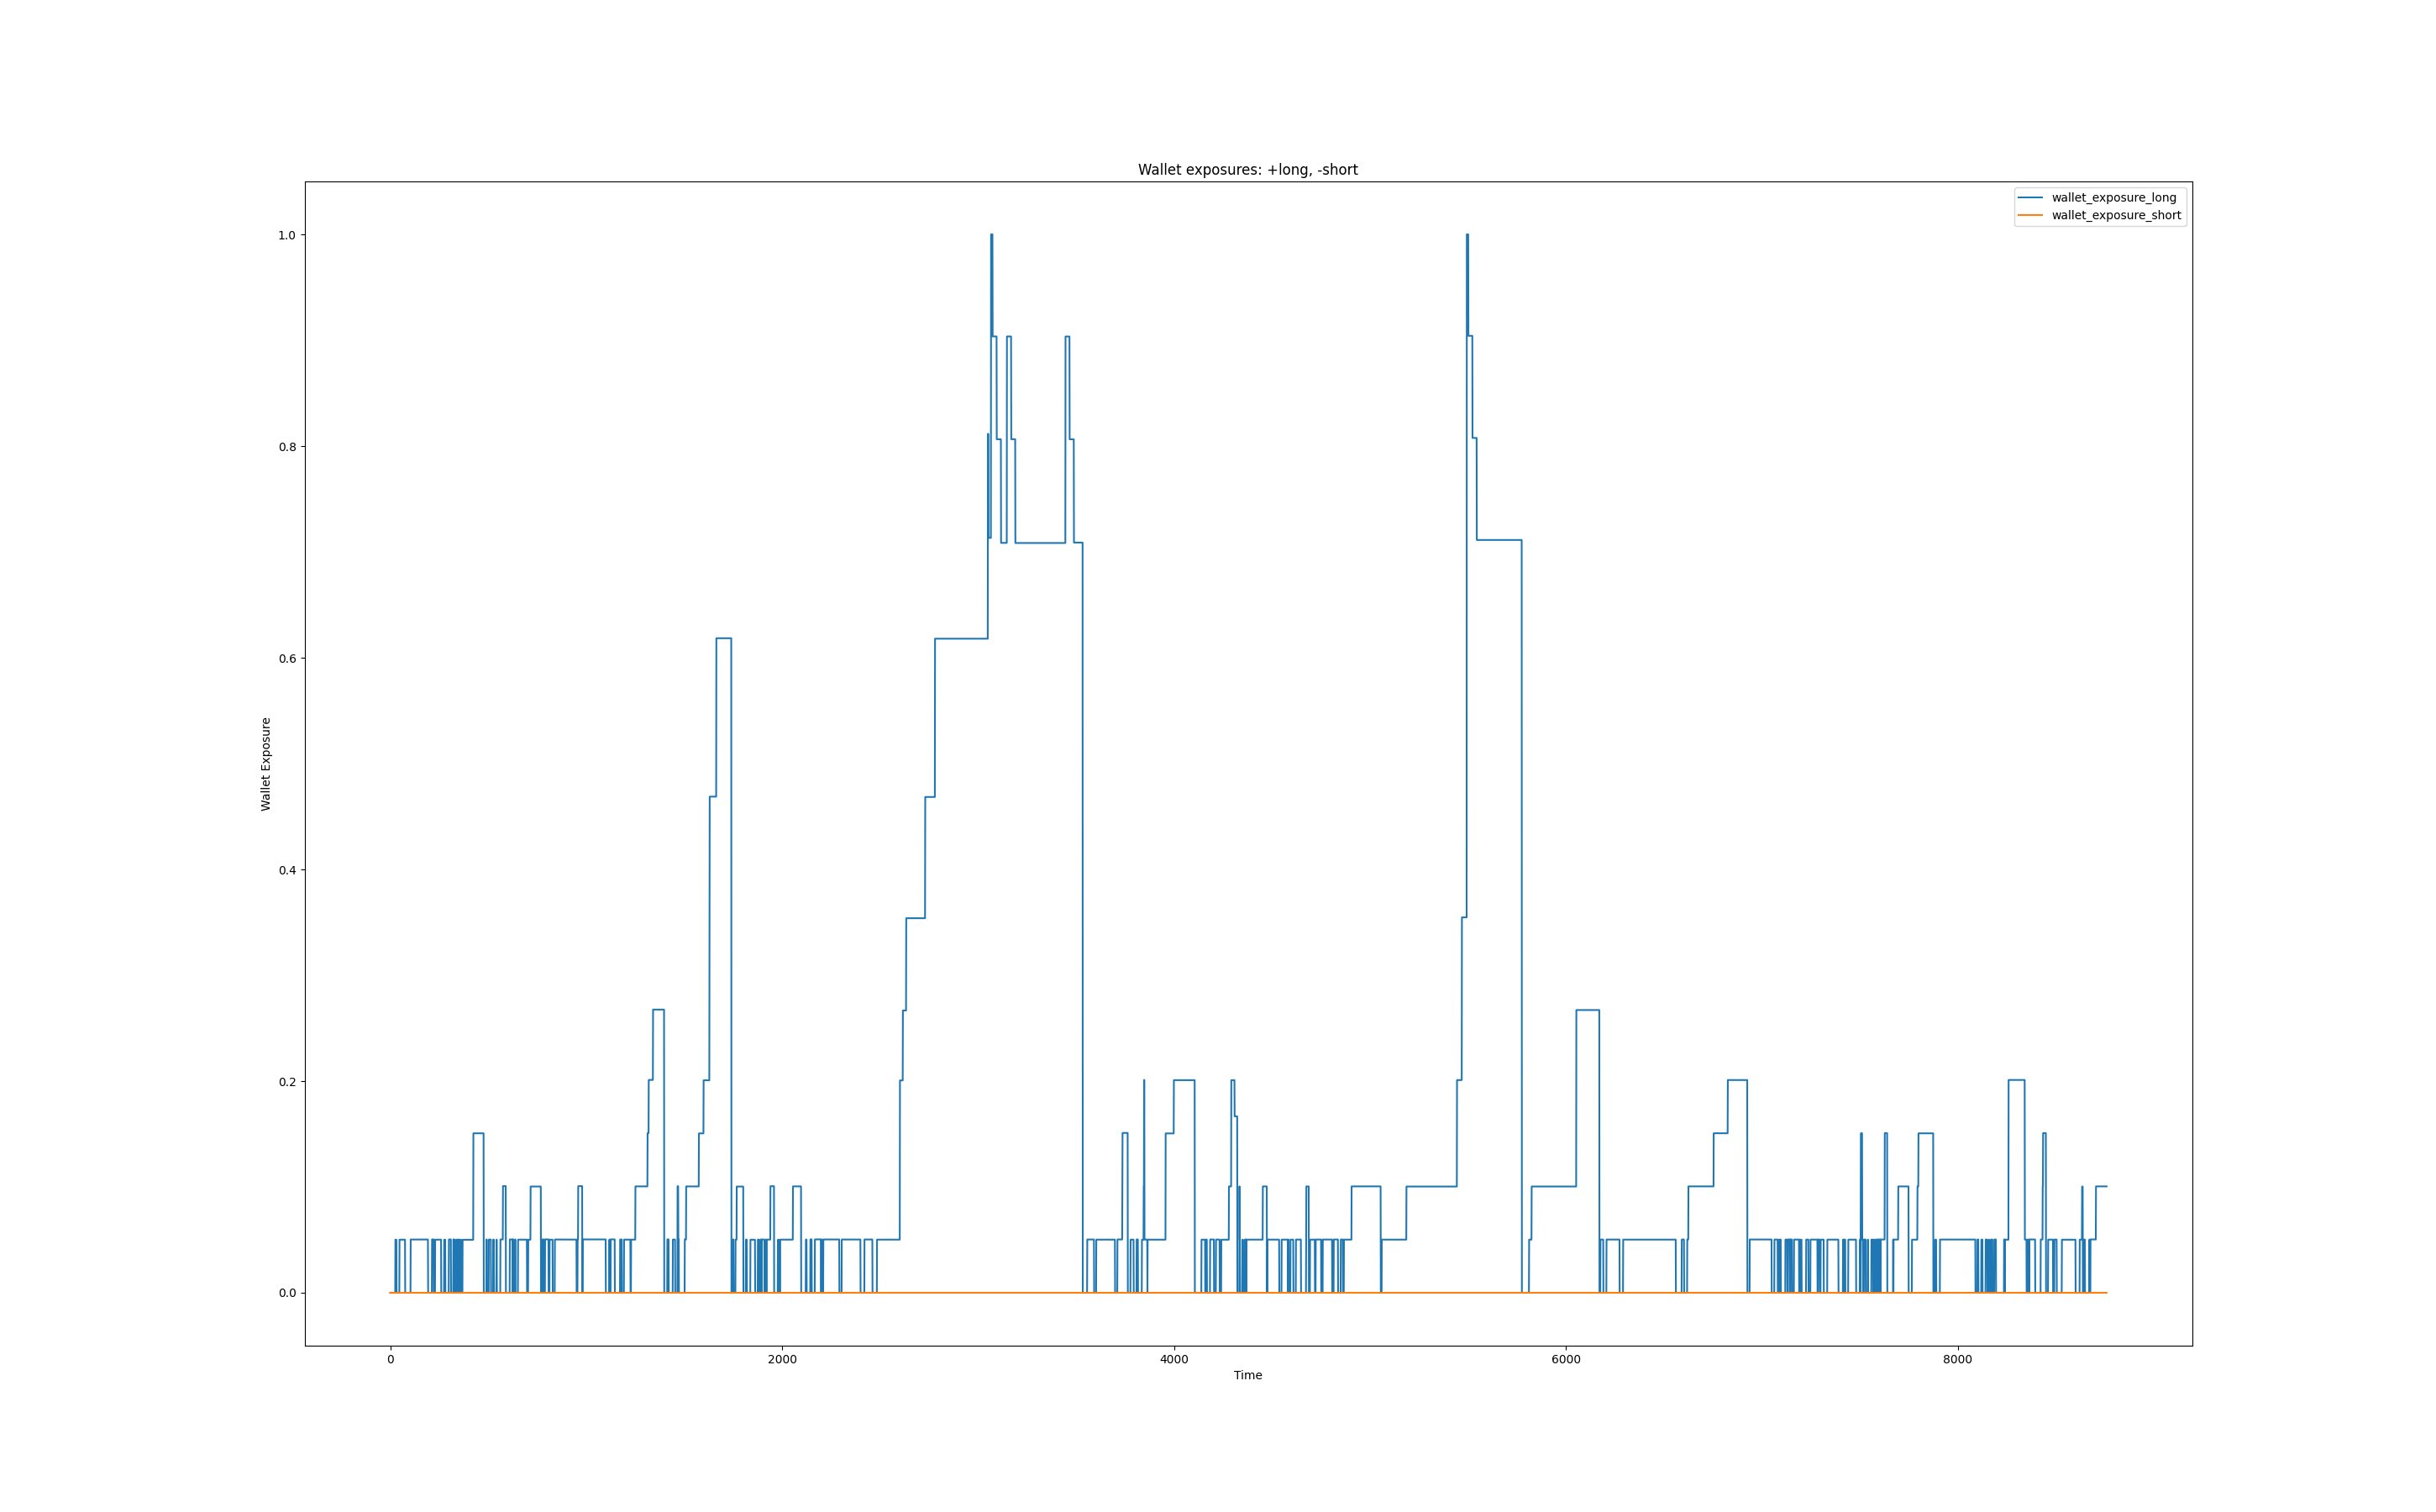 Wallet exposures: +long, -short
wallet_exposure_long
wallet_exposure_short
1.0
0.8
0.6
0.4
0.2
0.0
Wallet Exposure
0 2000 4000 6000 8000
Time